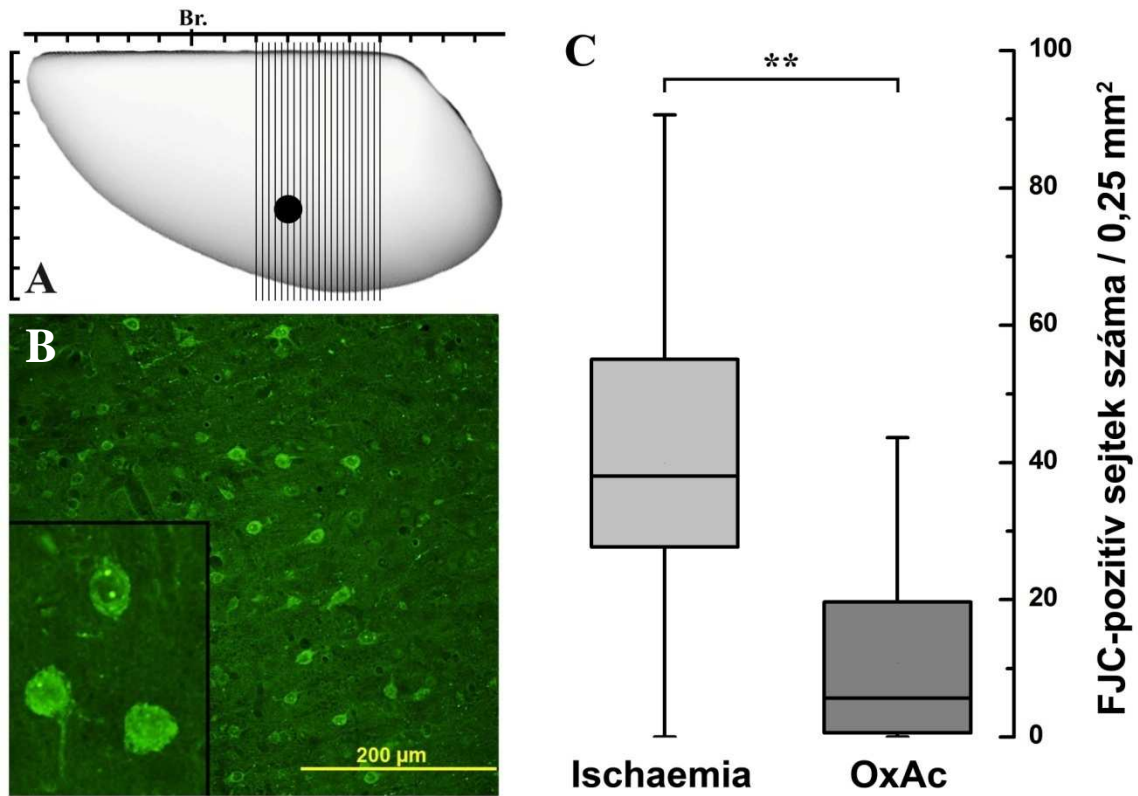 Br.
A
B
200 µm
C
**
100
80
60
40
20
0
FJC-pozitív sejtek száma / 0,25 mm²
Ischaemia
OxAc